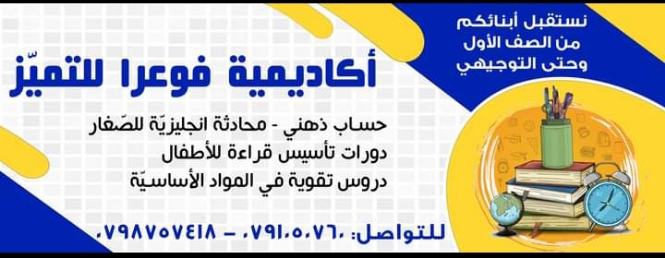 نستقبل أبنائكم
من الصف الأول
وحتى التوجيهي
أكاديمية فوعرا للتميّز
حساب ذهني - محادثة انجليزيّة للصّغار
دورات تأسيس قراءة للأطفال
دروس تقوية في المواد الأساسيّة
للتواصل: ٠٧٩١٠٥٠٧٦٠ – ٠٧٩٨٧٥٧٤١٨